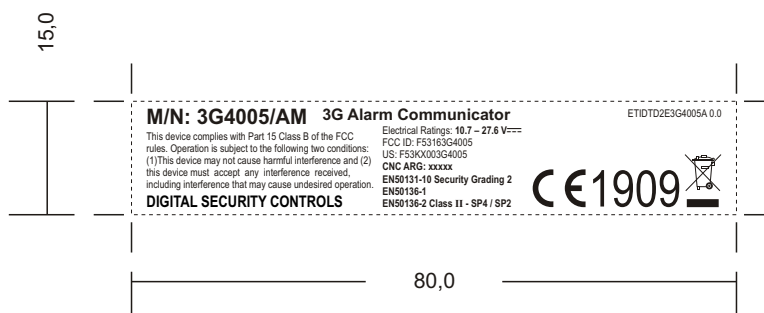 15,0
M/N: 3G4005/AM 3G Alarm Communicator
ETIDTD2E3G4005A 0.0
This device complies with Part 15 Class B of the FCC
rules. Operation is subject to the following two conditions:
(1)This device may not cause harmful interference and (2)
this device must accept any interference received,
including interference that may cause undesired operation.
DIGITAL SECURITY CONTROLS
Electrical Ratings: 10.7 – 27.6 V⎓
FCC ID: F53163G4005
US: F53KX003G4005
CNC ARG: xxxxx
EN50131-10 Security Grading 2
EN50136-1
EN50136-2 Class II - SP4 / SP2
CE1909
80,0